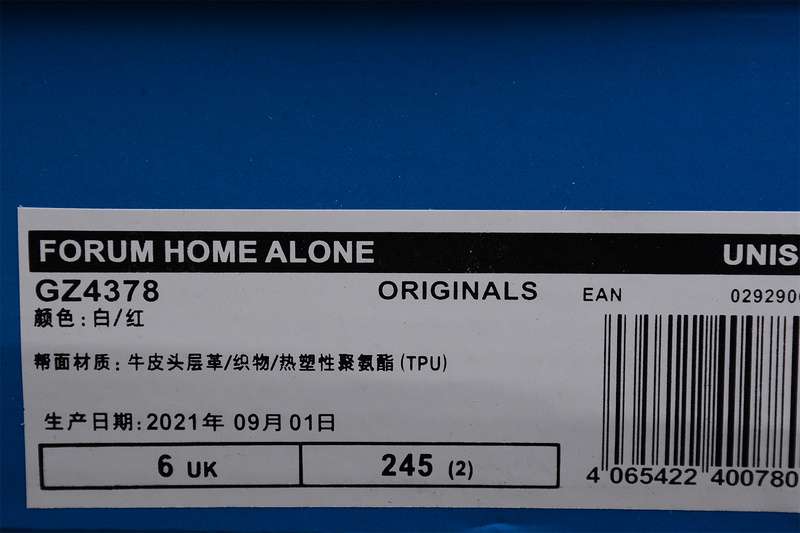 FORUM HOME ALONE UNIS
GZ4378 ORIGINALS EAN 029290
颜色:白/红
帮面材质:牛皮头层革/织物/热塑性聚氨酯(TPU)
生产日期:2021年 09月 01日
6 UK 245 (2)
4 065422 400780